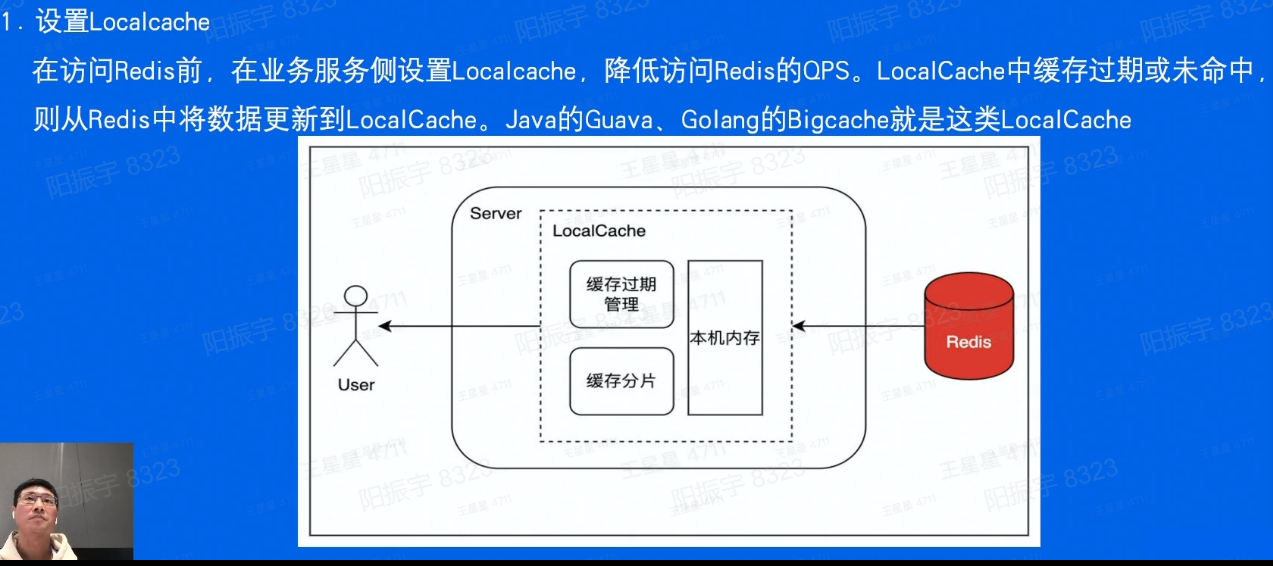 1. 设置Localcache
在访问Redis前，在业务服务侧设置Localcache，降低访问Redis的QPS。LocalCache中缓存过期或未命中，
则从Redis中将数据更新到LocalCache。Java的Guava、Golang的Bigcache就是这类LocalCache
Server
LocalCache
缓存过期
管理
本机内存
缓存分片
User
Redis
阳振宇 8323
王星星 4711